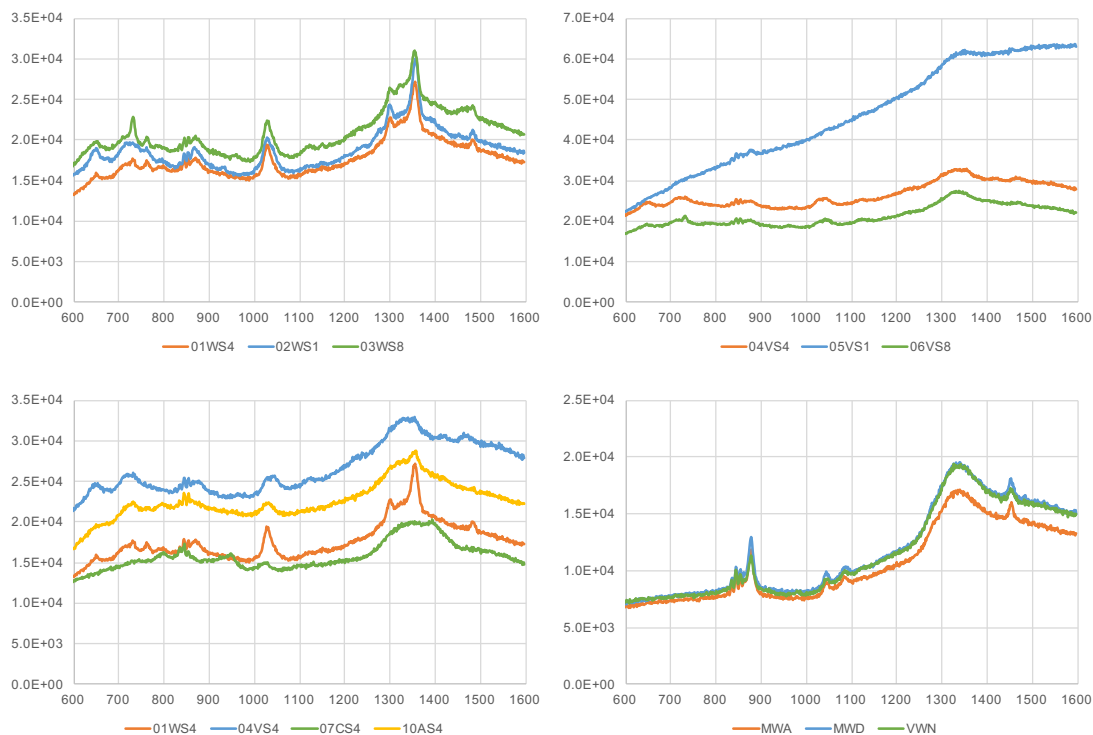 3.5E+04
3.0E+04
2.5E+04
2.0E+04
1.5E+04
1.0E+04
5.0E+03
0.0E+00
600 700 800 900 1000 1100 1200 1300 1400 1500 1600
01WS4 02WS1 03WS8
7.0E+04
6.0E+04
5.0E+04
4.0E+04
3.0E+04
2.0E+04
1.0E+04
0.0E+00
600 700 800 900 1000 1100 1200 1300 1400 1500 1600
04VS4 05VS1 06VS8
3.5E+04
3.0E+04
2.5E+04
2.0E+04
1.5E+04
1.0E+04
5.0E+03
0.0E+00
600 700 800 900 1000 1100 1200 1300 1400 1500 1600
01WS4 04VS4 07CS4 10AS4
2.5E+04
2.0E+04
1.5E+04
1.0E+04
5.0E+03
0.0E+00
600 700 800 900 1000 1100 1200 1300 1400 1500 1600
MWA MWD VWN